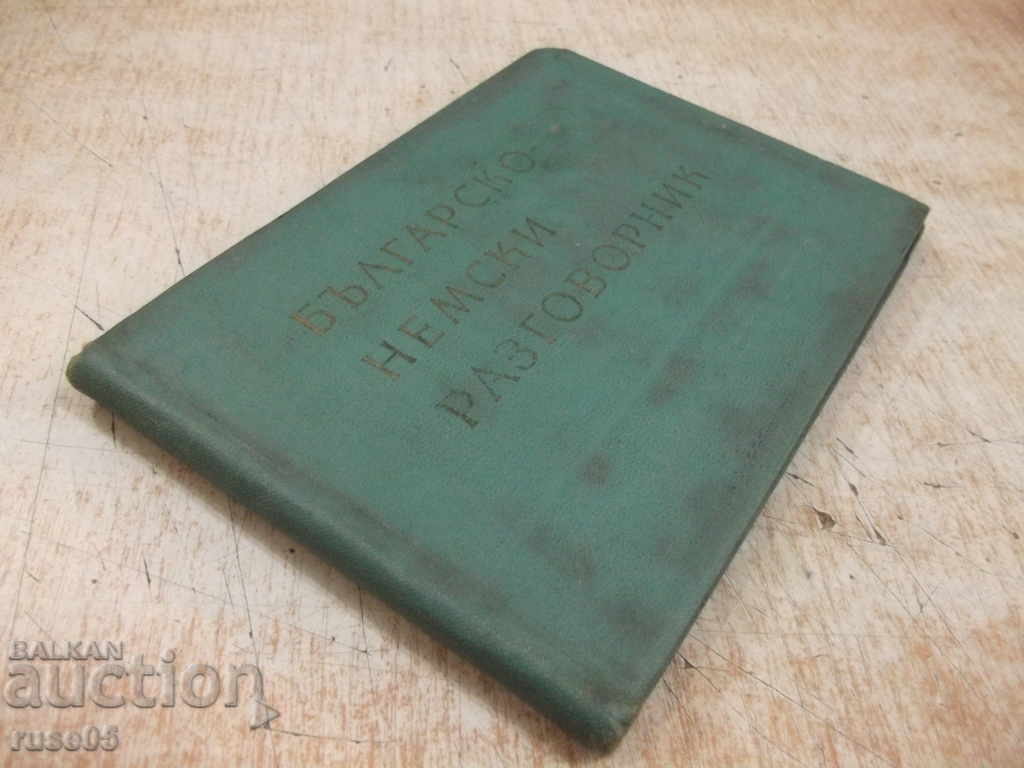 БЪЛГАРСКО-
НЕМСКИ
РАЗГОВОРНИК
BALKAN
auction
ruse05